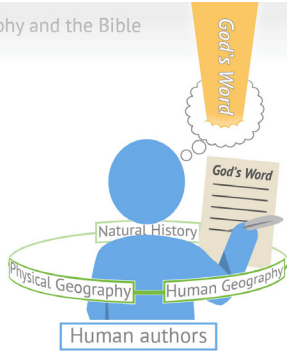 phy and the Bible
God's Word
God's Word
Natural History
Physical Geography
Human Geography
Human authors